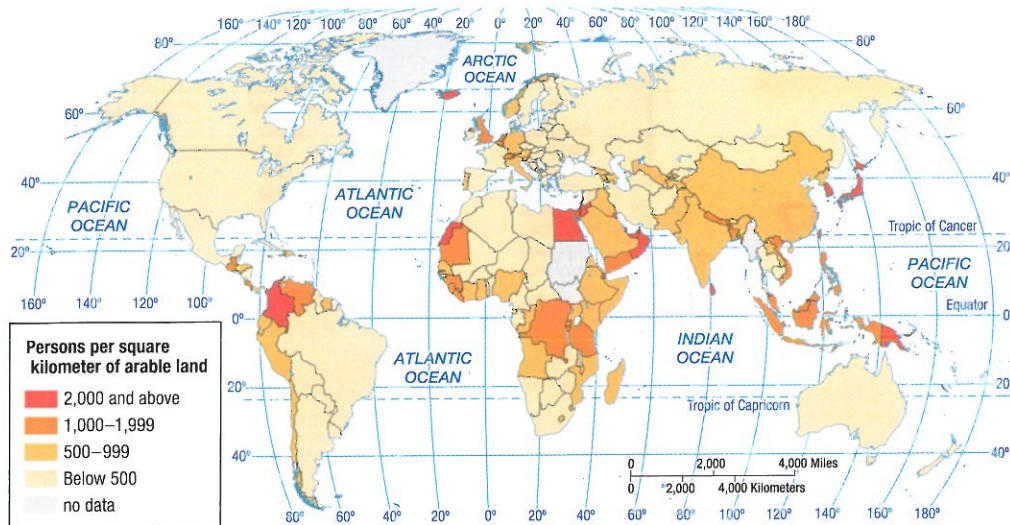 160° 140° 120° 100° 60° 40° 20° 0° 20° 40° 60° 100° 120° 140° 160° 180°
80° 80°
ARCTIC
OCEAN
60° 60°
40° 40°
PACIFIC
OCEAN
ATLANTIC
OCEAN
Tropic of Cancer
20° 20°
PACIFIC
OCEAN
160° 140° 120° 100°
Equator
0° 0° 0°
INDIAN
OCEAN
ATLANTIC
OCEAN
20° 20°
Tropic of Capricorn
40° 40°
0 2,000 4,000 Miles
0 2,000 4,000 Kilometers
80° 60° 40° 20° 0° 20° 40° 60° 80° 100° 120° 140° 160° 180°
Persons per square
kilometer of arable land
2,000 and above
1,000–1,999
500–999
Below 500
no data